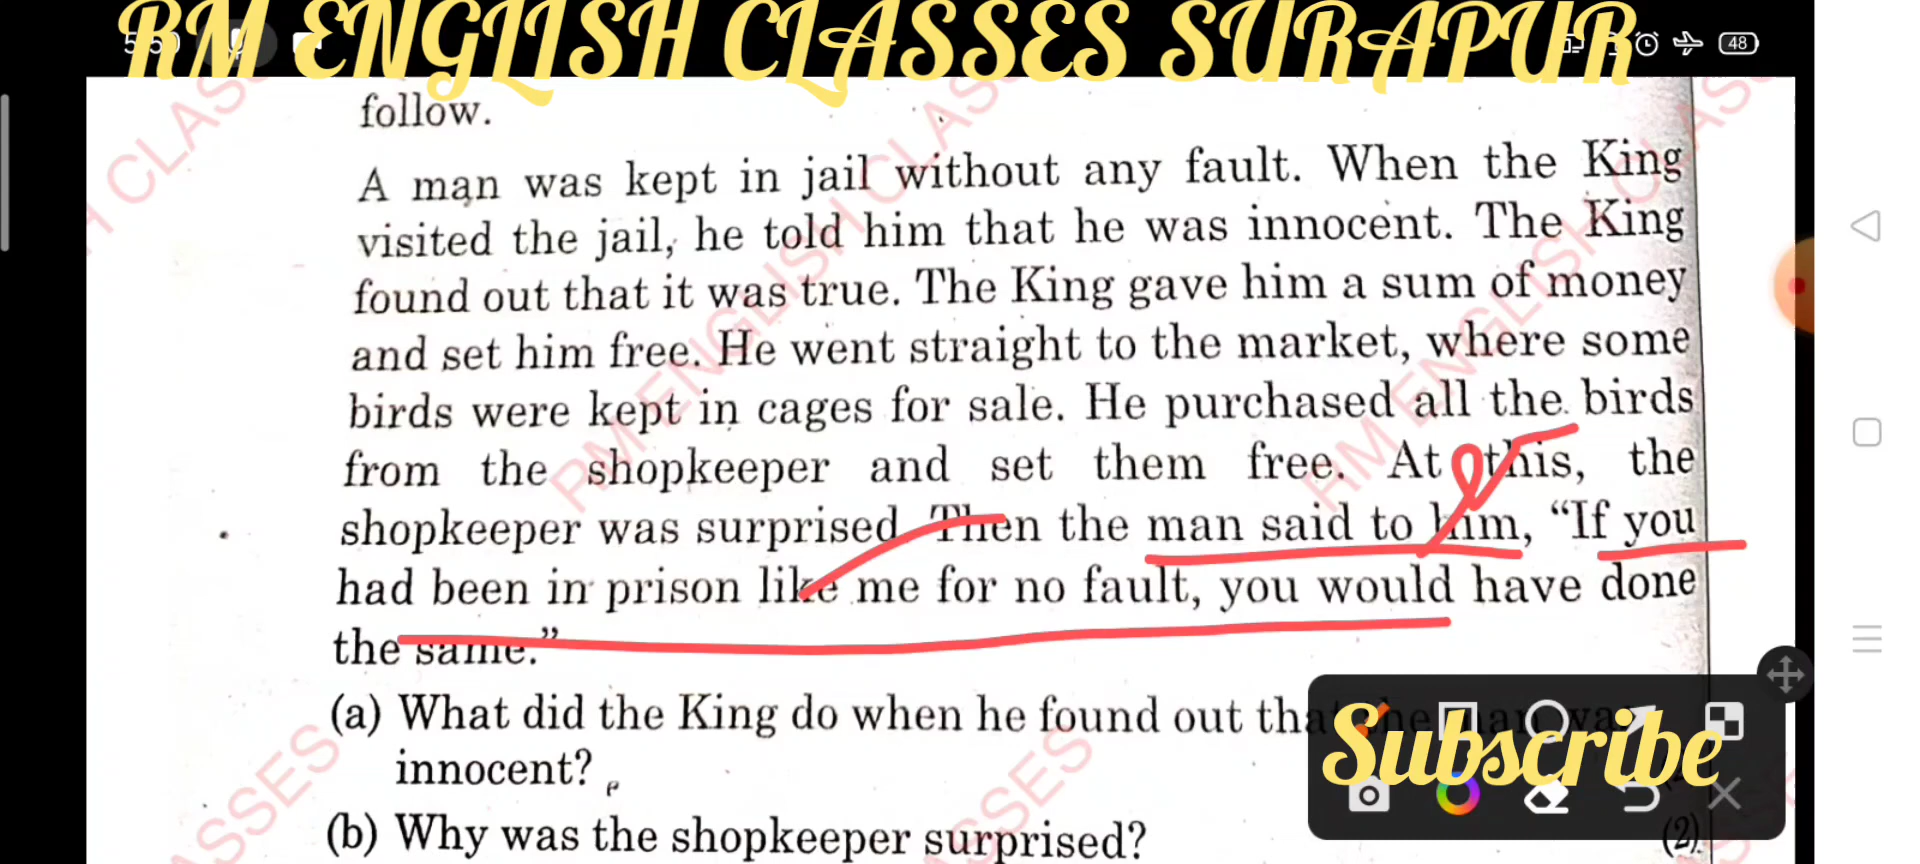 RM ENGLISH CLASSES SURAPUR
48
follow.
A man was kept in jail without any fault. When the King
visited the jail, he told him that he was innocent. The King
found out that it was true. The King gave him a sum of money
and set him free. He went straight to the market, where some
birds were kept in cages for sale. He purchased all the birds
from the shopkeeper and set them free. At this, the
shopkeeper was surprised. Then the man said to him, “If you
had been in prison like me for no fault, you would have done
the same.”
(a) What did the King do when he found out that the man was
innocent?
Subscribe
(b) Why was the shopkeeper surprised?
(2)
RM ENGLISH CLASSES